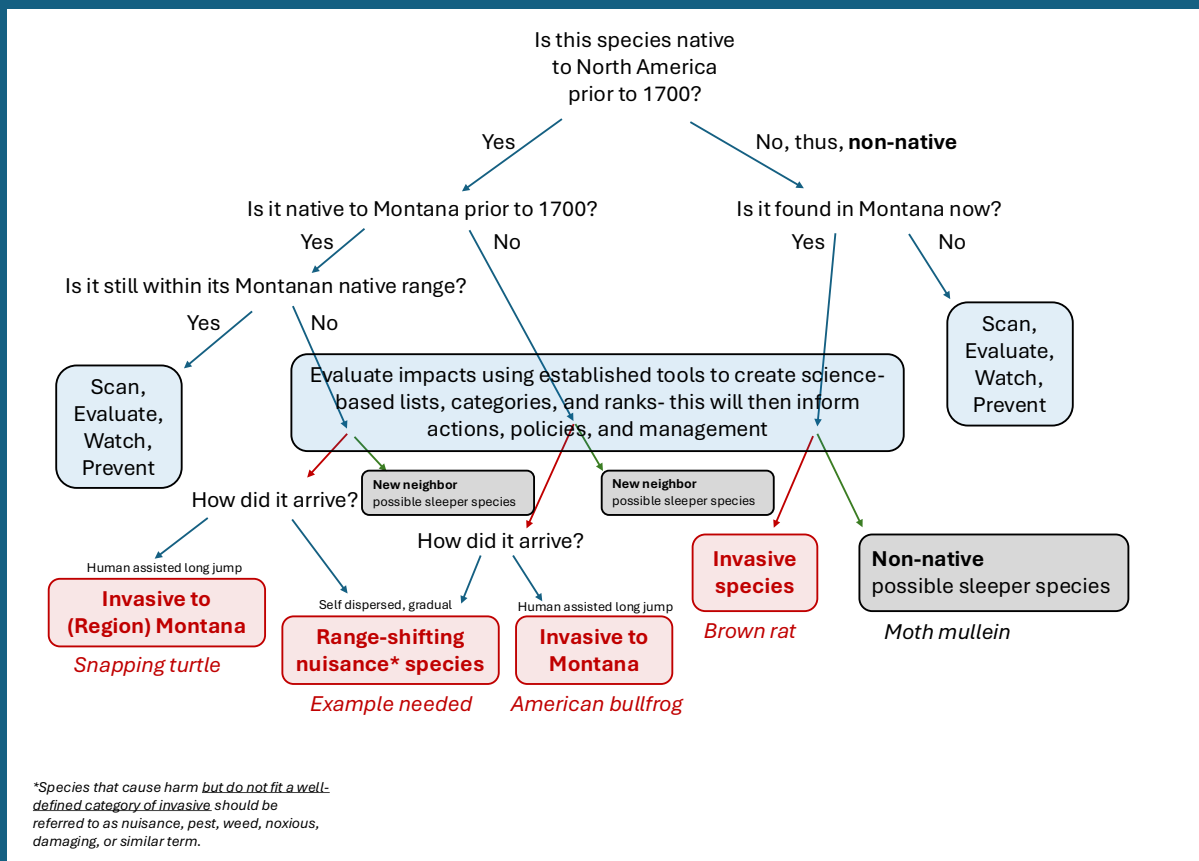 Is this species native
to North America
prior to 1700?
Yes
No, thus, non-native
Is it native to Montana prior to 1700?
Is it found in Montana now?
Yes
No
Yes
No
Is it still within its Montanan native range?
Yes
No
Scan,
Evaluate,
Watch,
Prevent
Scan,
Evaluate,
Watch,
Prevent
Evaluate impacts using established tools to create science-
based lists, categories, and ranks- this will then inform
actions, policies, and management
New neighbor
possible sleeper species
New neighbor
possible sleeper species
How did it arrive?
How did it arrive?
Human assisted long jump
Invasive to
(Region) Montana
Snapping turtle
Self dispersed, gradual
Range-shifting
nuisance* species
Example needed
Human assisted long jump
Invasive to
Montana
American bullfrog
Invasive
species
Brown rat
Non-native
possible sleeper species
Moth mullein
*Species that cause harm but do not fit a well-
defined category of invasive should be
referred to as nuisance, pest, weed, noxious,
damaging, or similar term.